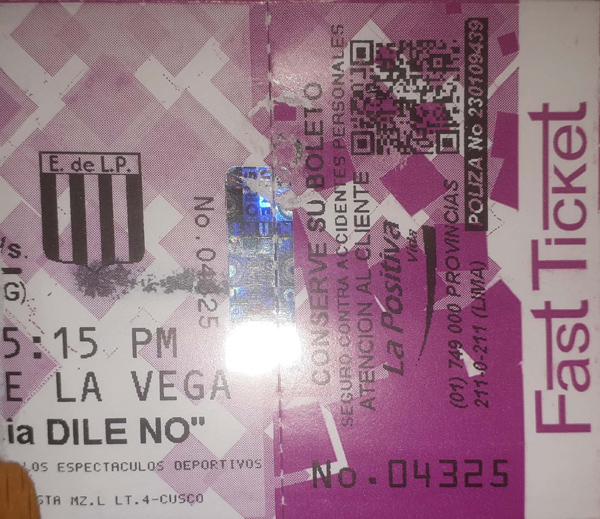 E. de L.P.
's.
G)
5:15 PM
E LA VEGA
ia DILE NO"
LOS ESPECTACULOS DEPORTIVOS
STA MZ.L LT.4-CUSCO
No.
CONSERVE SU BOLETO
SEGURO CONTRA ACCIDENTES PERSONALES
ATENCION AL CLIENTE
La Positiva
Vida
(01) 749 000 PROVINCIAS
211-0-211 (LIMA)
POLIZA No 230109439
No.04325
Fast Ticket